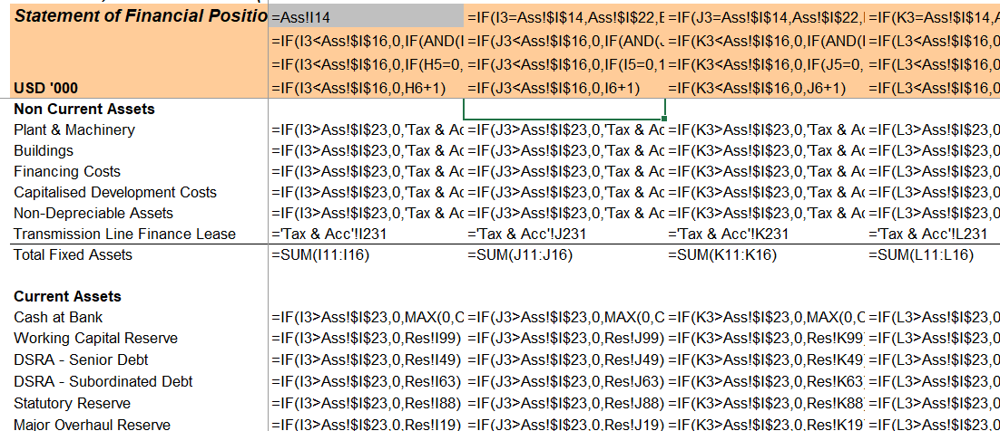 Statement of Financial Positio =Ass!I14 =IF(I3=Ass!$I$14,Ass!$I$22,E =IF(J3=Ass!$I$14,Ass!$I$22, =IF(K3=Ass!$I$14,A
=IF(I3<Ass!$I$16,0,IF(AND(I =IF(J3<Ass!$I$16,0,IF(AND( =IF(K3<Ass!$I$16,0,IF(AND( =IF(L3<Ass!$I$16,0
=IF(I3<Ass!$I$16,0,IF(H5=0, =IF(J3<Ass!$I$16,0,IF(I5=0,1 =IF(K3<Ass!$I$16,0,IF(J5=0, =IF(L3<Ass!$I$16,0
USD '000 =IF(I3<Ass!$I$16,0,H6+1) =IF(J3<Ass!$I$16,0,I6+1) =IF(K3<Ass!$I$16,0,J6+1) =IF(L3<Ass!$I$16,0
Non Current Assets
Plant & Machinery =IF(I3>Ass!$I$23,0,'Tax & Ac =IF(J3>Ass!$I$23,0,'Tax & Ac =IF(K3>Ass!$I$23,0,'Tax & Ac =IF(L3>Ass!$I$23,0
Buildings =IF(I3>Ass!$I$23,0,'Tax & Ac =IF(J3>Ass!$I$23,0,'Tax & Ac =IF(K3>Ass!$I$23,0,'Tax & Ac =IF(L3>Ass!$I$23,0
Financing Costs =IF(I3>Ass!$I$23,0,'Tax & Ac =IF(J3>Ass!$I$23,0,'Tax & Ac =IF(K3>Ass!$I$23,0,'Tax & Ac =IF(L3>Ass!$I$23,0
Capitalised Development Costs =IF(I3>Ass!$I$23,0,'Tax & Ac =IF(J3>Ass!$I$23,0,'Tax & Ac =IF(K3>Ass!$I$23,0,'Tax & Ac =IF(L3>Ass!$I$23,0
Non-Depreciable Assets =IF(I3>Ass!$I$23,0,'Tax & Ac =IF(J3>Ass!$I$23,0,'Tax & Ac =IF(K3>Ass!$I$23,0,'Tax & Ac =IF(L3>Ass!$I$23,0
Transmission Line Finance Lease ='Tax & Acc'!I231 ='Tax & Acc'!J231 ='Tax & Acc'!K231 ='Tax & Acc'!L231
Total Fixed Assets =SUM(I11:I16) =SUM(J11:J16) =SUM(K11:K16) =SUM(L11:L16)
Current Assets
Cash at Bank =IF(I3>Ass!$I$23,0,MAX(0,C =IF(J3>Ass!$I$23,0,MAX(0,C =IF(K3>Ass!$I$23,0,MAX(0,C =IF(L3>Ass!$I$23,0
Working Capital Reserve =IF(I3>Ass!$I$23,0,Res!I99) =IF(J3>Ass!$I$23,0,Res!J99) =IF(K3>Ass!$I$23,0,Res!K99) =IF(L3>Ass!$I$23,0
DSRA - Senior Debt =IF(I3>Ass!$I$23,0,Res!I49) =IF(J3>Ass!$I$23,0,Res!J49) =IF(K3>Ass!$I$23,0,Res!K49) =IF(L3>Ass!$I$23,0
DSRA - Subordinated Debt =IF(I3>Ass!$I$23,0,Res!I63) =IF(J3>Ass!$I$23,0,Res!J63) =IF(K3>Ass!$I$23,0,Res!K63) =IF(L3>Ass!$I$23,0
Statutory Reserve =IF(I3>Ass!$I$23,0,Res!I88) =IF(J3>Ass!$I$23,0,Res!J88) =IF(K3>Ass!$I$23,0,Res!K88 =IF(L3>Ass!$I$23,0
Major Overhaul Reserve =IF(I3>Ass!$I$23,0,Res!I19) =IF(J3>Ass!$I$23,0,Res!J19) =IF(K3>Ass!$I$23,0,Res!K19 =IF(L3>Ass!$I$23,0